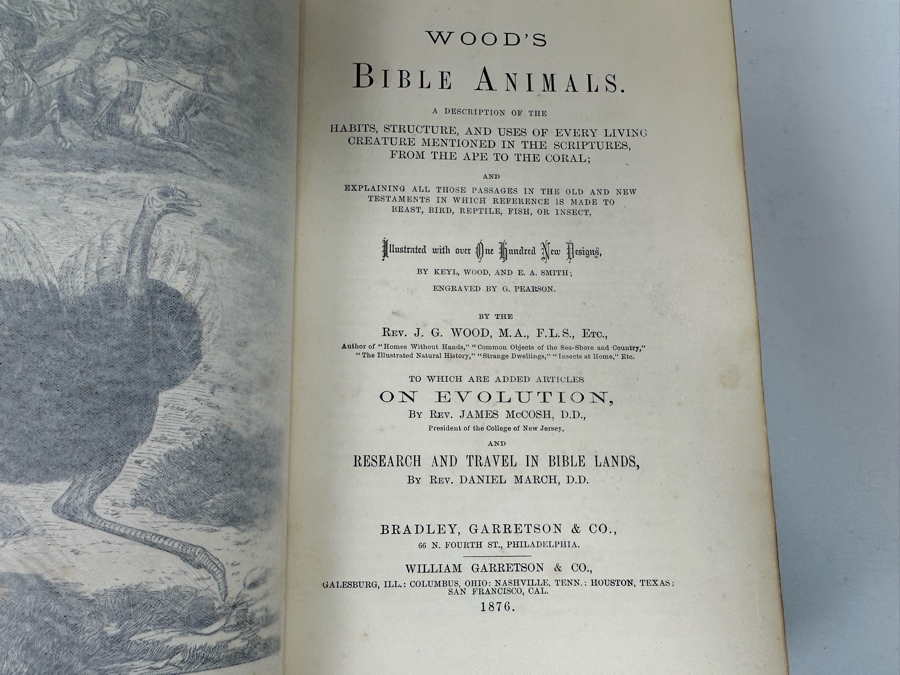 WOOD'S
BIBLE ANIMALS.
A DESCRIPTION OF THE
HABITS, STRUCTURE, AND USES OF EVERY LIVING
CREATURE MENTIONED IN THE SCRIPTURES,
FROM THE APE TO THE CORAL;
AND
EXPLAINING ALL THOSE PASSAGES IN THE OLD AND NEW
TESTAMENTS IN WHICH REFERENCE IS MADE TO
BEAST, BIRD, REPTILE, FISH, OR INSECT.
Illustrated with over One Hundred New Designs,
BY KEYL, WOOD, AND E. A. SMITH;
ENGRAVED BY G. PEARSON.
BY THE
REV. J. G. WOOD, M.A., F.L.S., ETC.,
Author of "Homes Without Hands," "Common Objects of the Sea-Shore and Country,"
"The Illustrated Natural History," "Strange Dwellings," "Insects at Home," Etc.
TO WHICH ARE ADDED ARTICLES
ON EVOLUTION,
BY REV. JAMES McCOSH, D.D.,
President of the College of New Jersey,
AND
RESEARCH AND TRAVEL IN BIBLE LANDS,
BY REV. DANIEL MARCH, D.D.
BRADLEY, GARRETSON & CO.,
66 N. FOURTH ST., PHILADELPHIA.
WILLIAM GARRETSON & CO.,
GALESBURG, ILL.: COLUMBUS, OHIO: NASHVILLE, TENN.: HOUSTON, TEXAS:
SAN FRANCISCO, CAL.
1876.